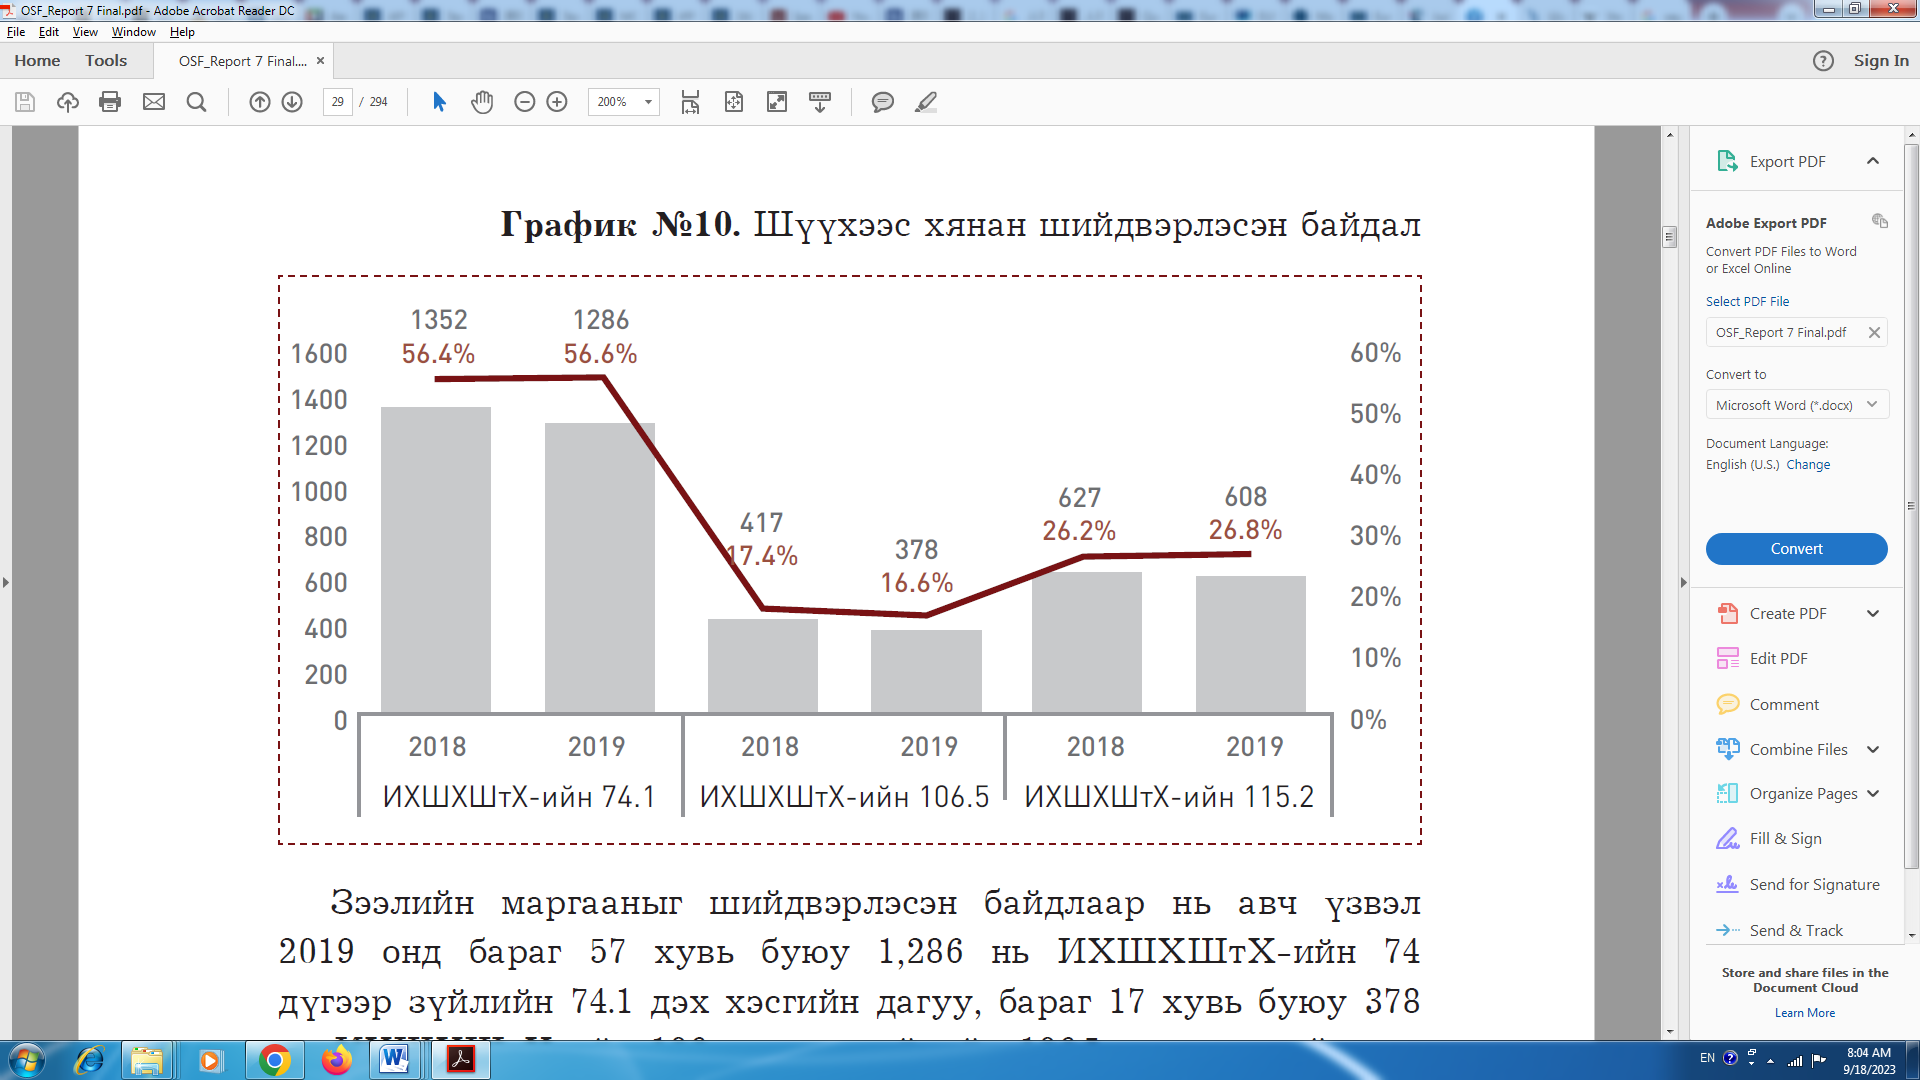 OSF_Report 7 Final.pdf - Adobe Acrobat Reader DC
File Edit View Window Help
Home Tools OSF_Report 7 Final.... × Sign In
29 / 294 200%
График №10. Шүүхээс хянан шийдвэрлэсэн байдал
1352 1286
56.4% 56.6%
417 378 627 608
17.4% 16.6% 26.2% 26.8%
1600
1400
1200
1000
800
600
400
200
0
60%
50%
40%
30%
20%
10%
0%
2018 2019 2018 2019 2018 2019
ИХШХШтХ-ийн 74.1 ИХШХШтХ-ийн 106.5 ИХШХШтХ-ийн 115.2
Зээлийн маргааныг шийдвэрлэсэн байдлаар нь авч үзвэл
2019 онд бараг 57 хувь буюу 1,286 нь ИХШХШтХ-ийн 74
дүгээр зүйлийн 74.1 дэх хэсгийн дагуу, бараг 17 хувь буюу 378
Export PDF
Adobe Export PDF
Convert PDF Files to Word
or Excel Online
Select PDF File
OSF_Report 7 Final.pdf
Convert to
Microsoft Word (*.docx)
Document Language:
English (U.S.) Change
Convert
Create PDF
Edit PDF
Comment
Combine Files
Organize Pages
Fill & Sign
Send for Signature
Send & Track
Store and share files in the
Document Cloud
Learn More
EN 8:04 AM
9/18/2023